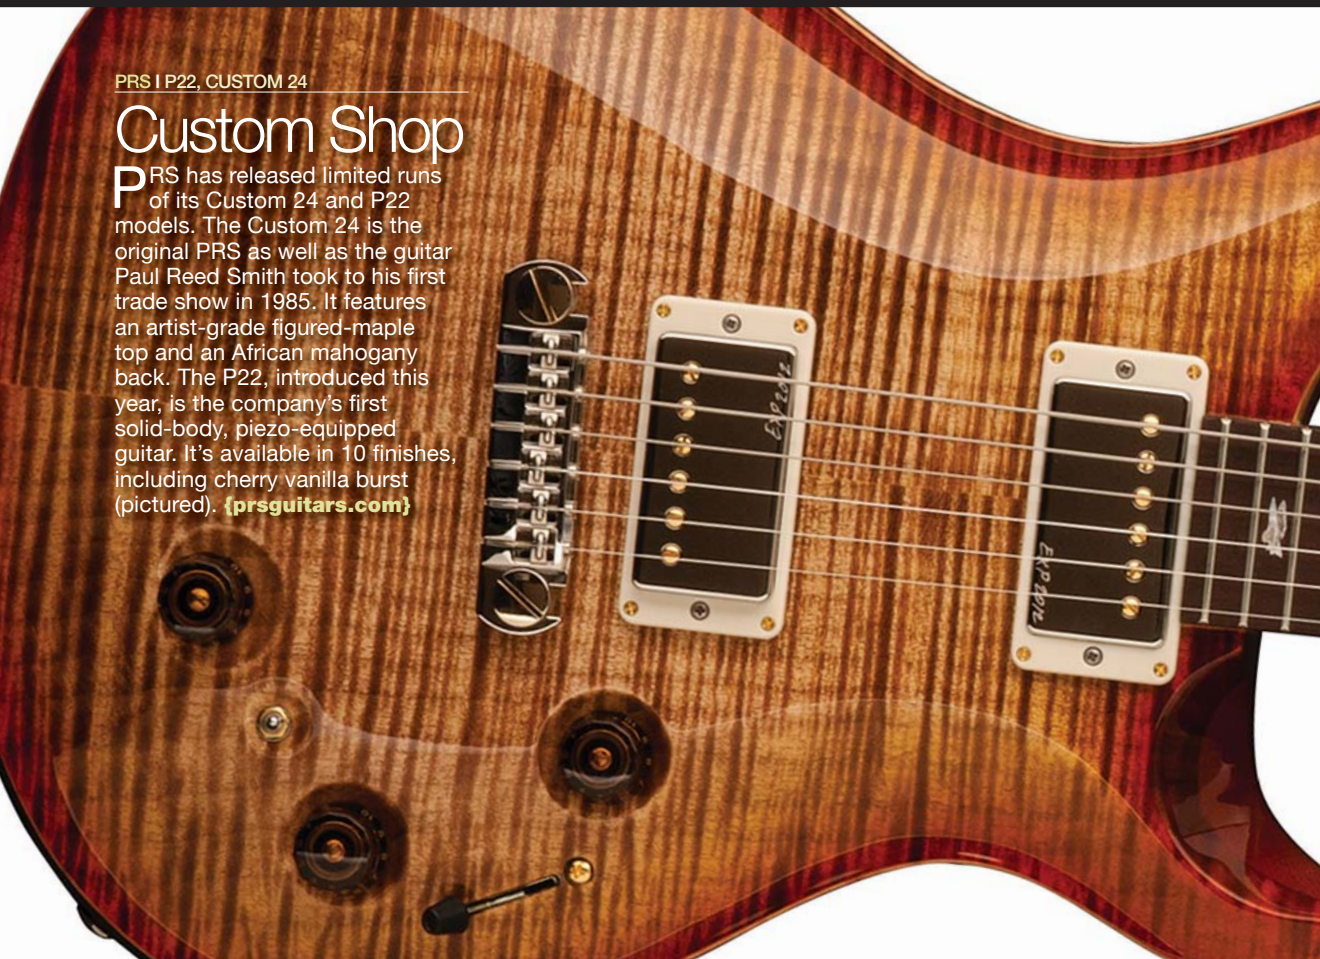 PRS I P22, CUSTOM 24
Custom Shop
PRS has released limited runs
of its Custom 24 and P22
models. The Custom 24 is the
original PRS as well as the guitar
Paul Reed Smith took to his first
trade show in 1985. It features
an artist-grade figured-maple
top and an African mahogany
back. The P22, introduced this
year, is the company’s first
solid-body, piezo-equipped
guitar. It’s available in 10 finishes,
including cherry vanilla burst
(pictured). {prsguitars.com}
EXP 2012
EXP 2012